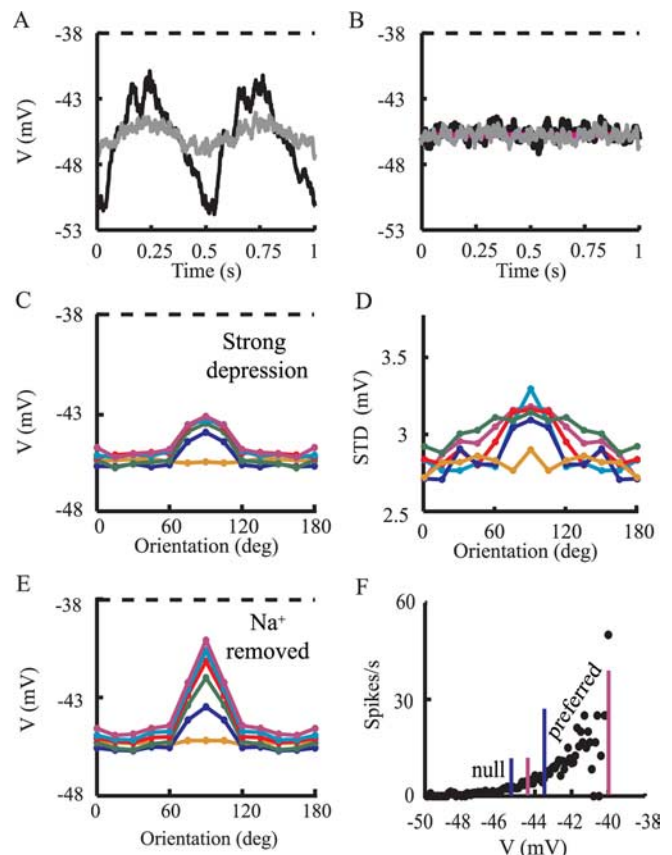 A
B
-38
-43
-48
-53
V (mV)
0 0.25 0.5 0.75 1
Time (s)
-38
-43
-48
-53
V (mV)
0 0.25 0.5 0.75 1
Time (s)
C
D
-38
-43
-48
V (mV)
Strong
depression
0 60 120 180
Orientation (deg)
3.5
3
2.5
STD (mV)
0 60 120 180
Orientation (deg)
E
F
-38
-43
-48
V (mV)
Na+
removed
0 60 120 180
Orientation (deg)
60
30
0
Spikes/s
null
preferred
-50 -48 -46 -44 -42 -40 -38
V (mV)